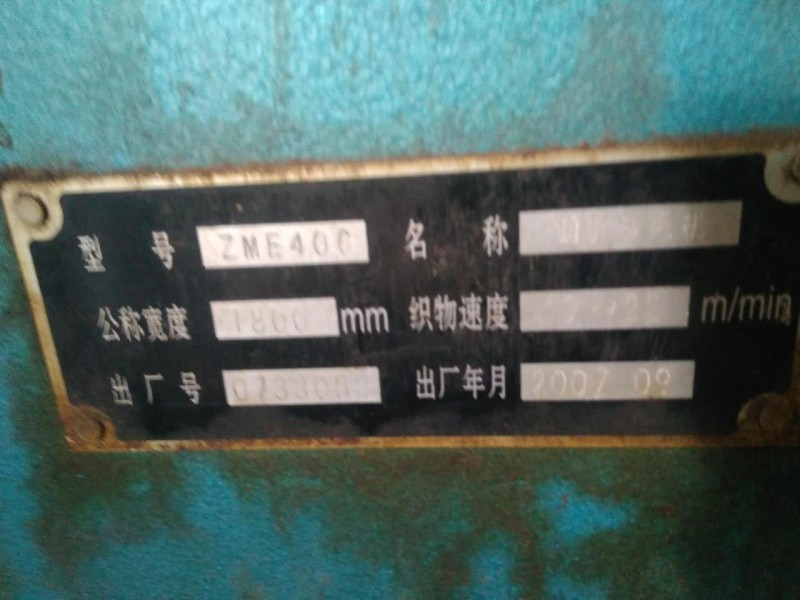 型 号 ZME400 名 称
公称宽度 1800 mm 织物速度 m/min
出厂号 0733052 出厂年月 2007 09